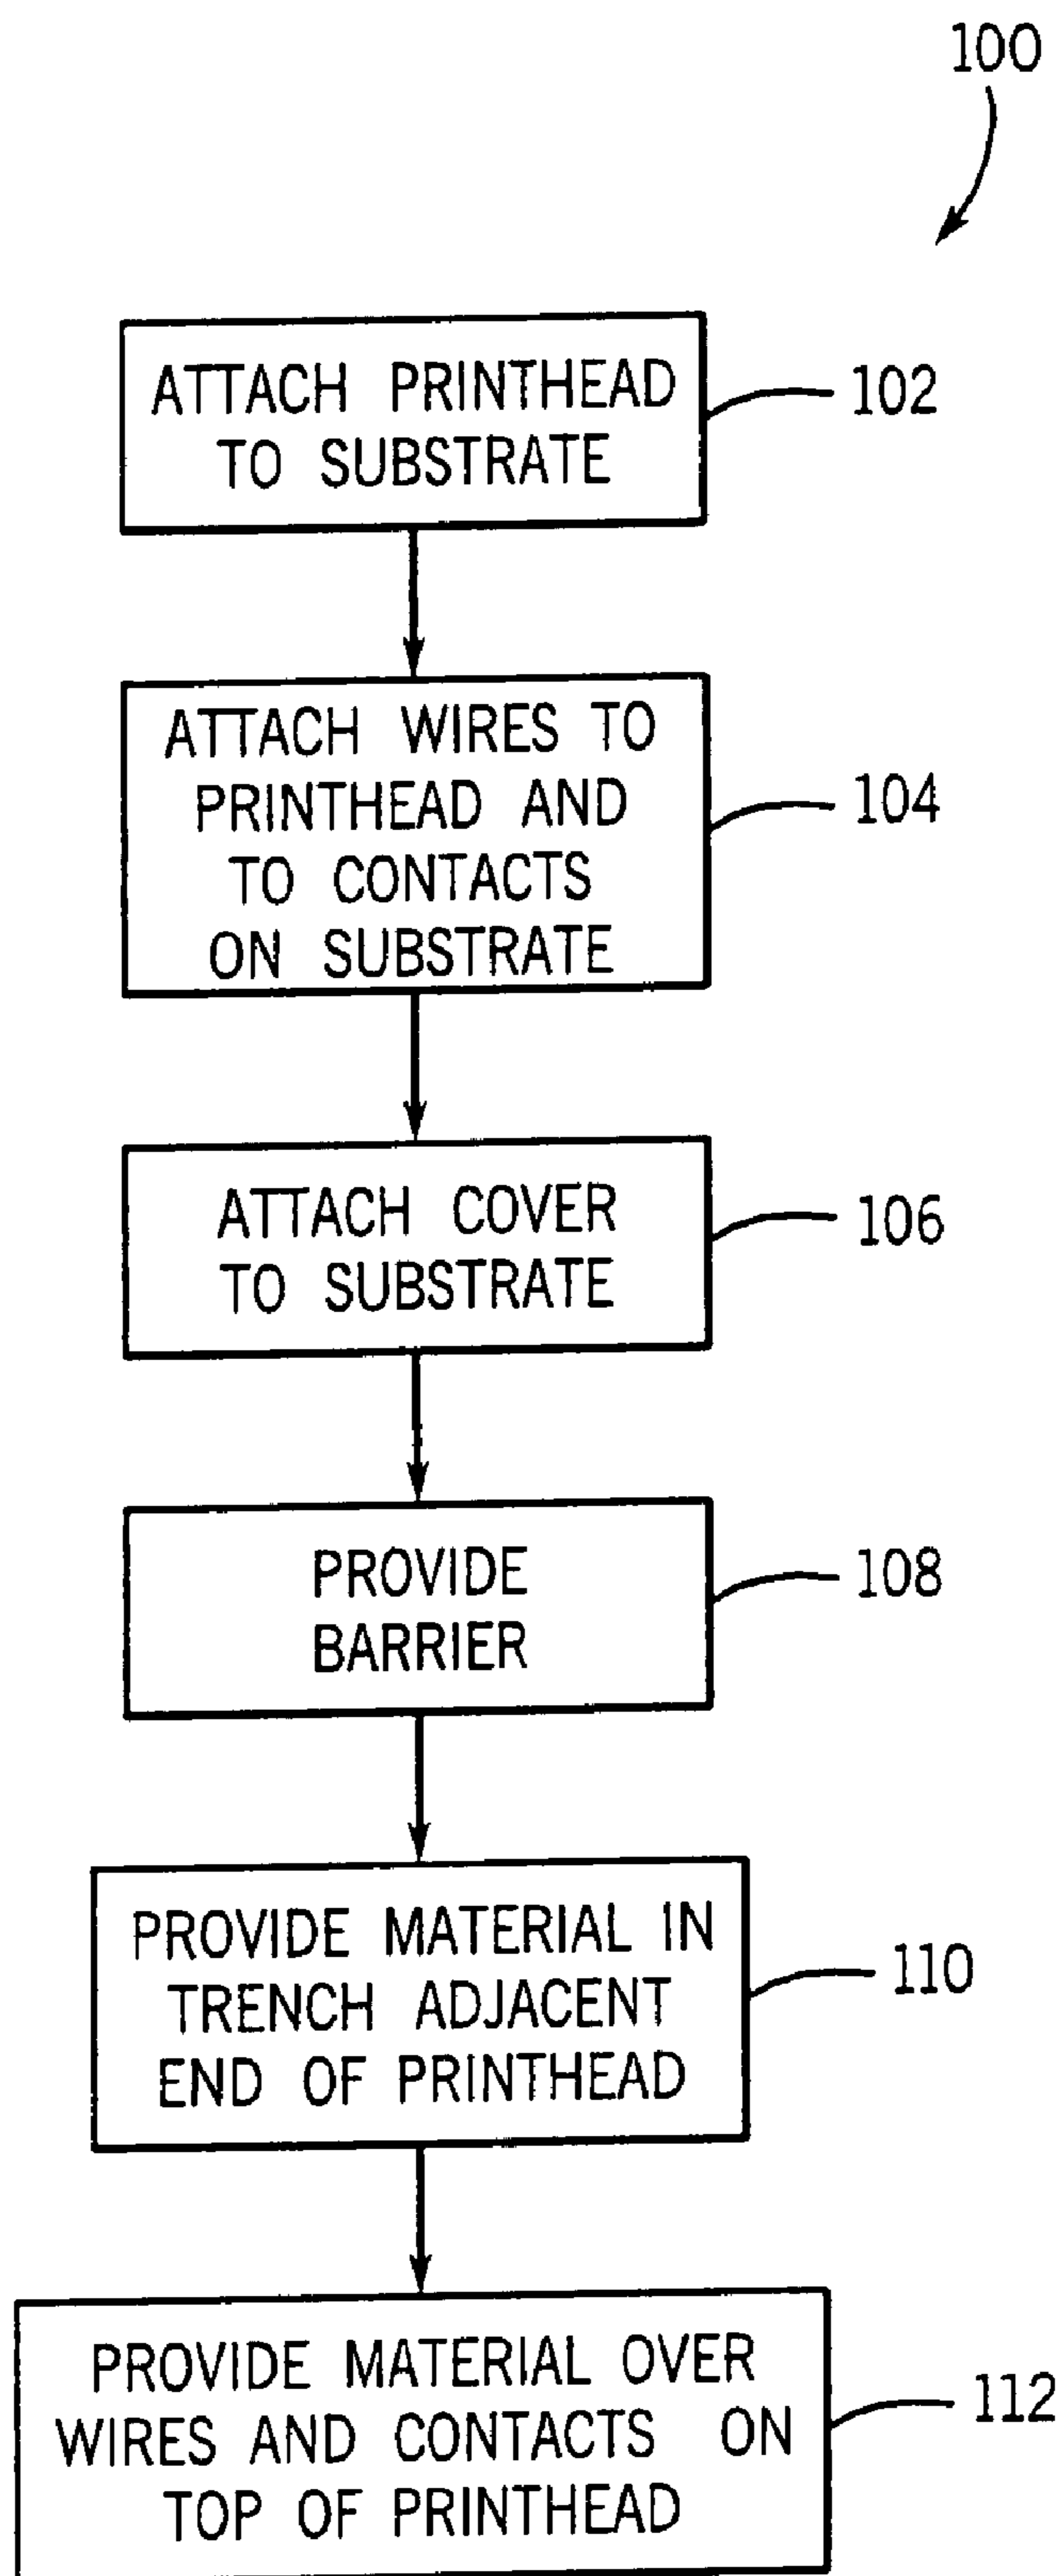 100
ATTACH PRINTHEAD
TO SUBSTRATE
102
ATTACH WIRES TO
PRINTHEAD AND
TO CONTACTS
ON SUBSTRATE
104
ATTACH COVER
TO SUBSTRATE
106
PROVIDE
BARRIER
108
PROVIDE MATERIAL IN
TRENCH ADJACENT
END OF PRINTHEAD
110
PROVIDE MATERIAL OVER
WIRES AND CONTACTS ON
TOP OF PRINTHEAD
112